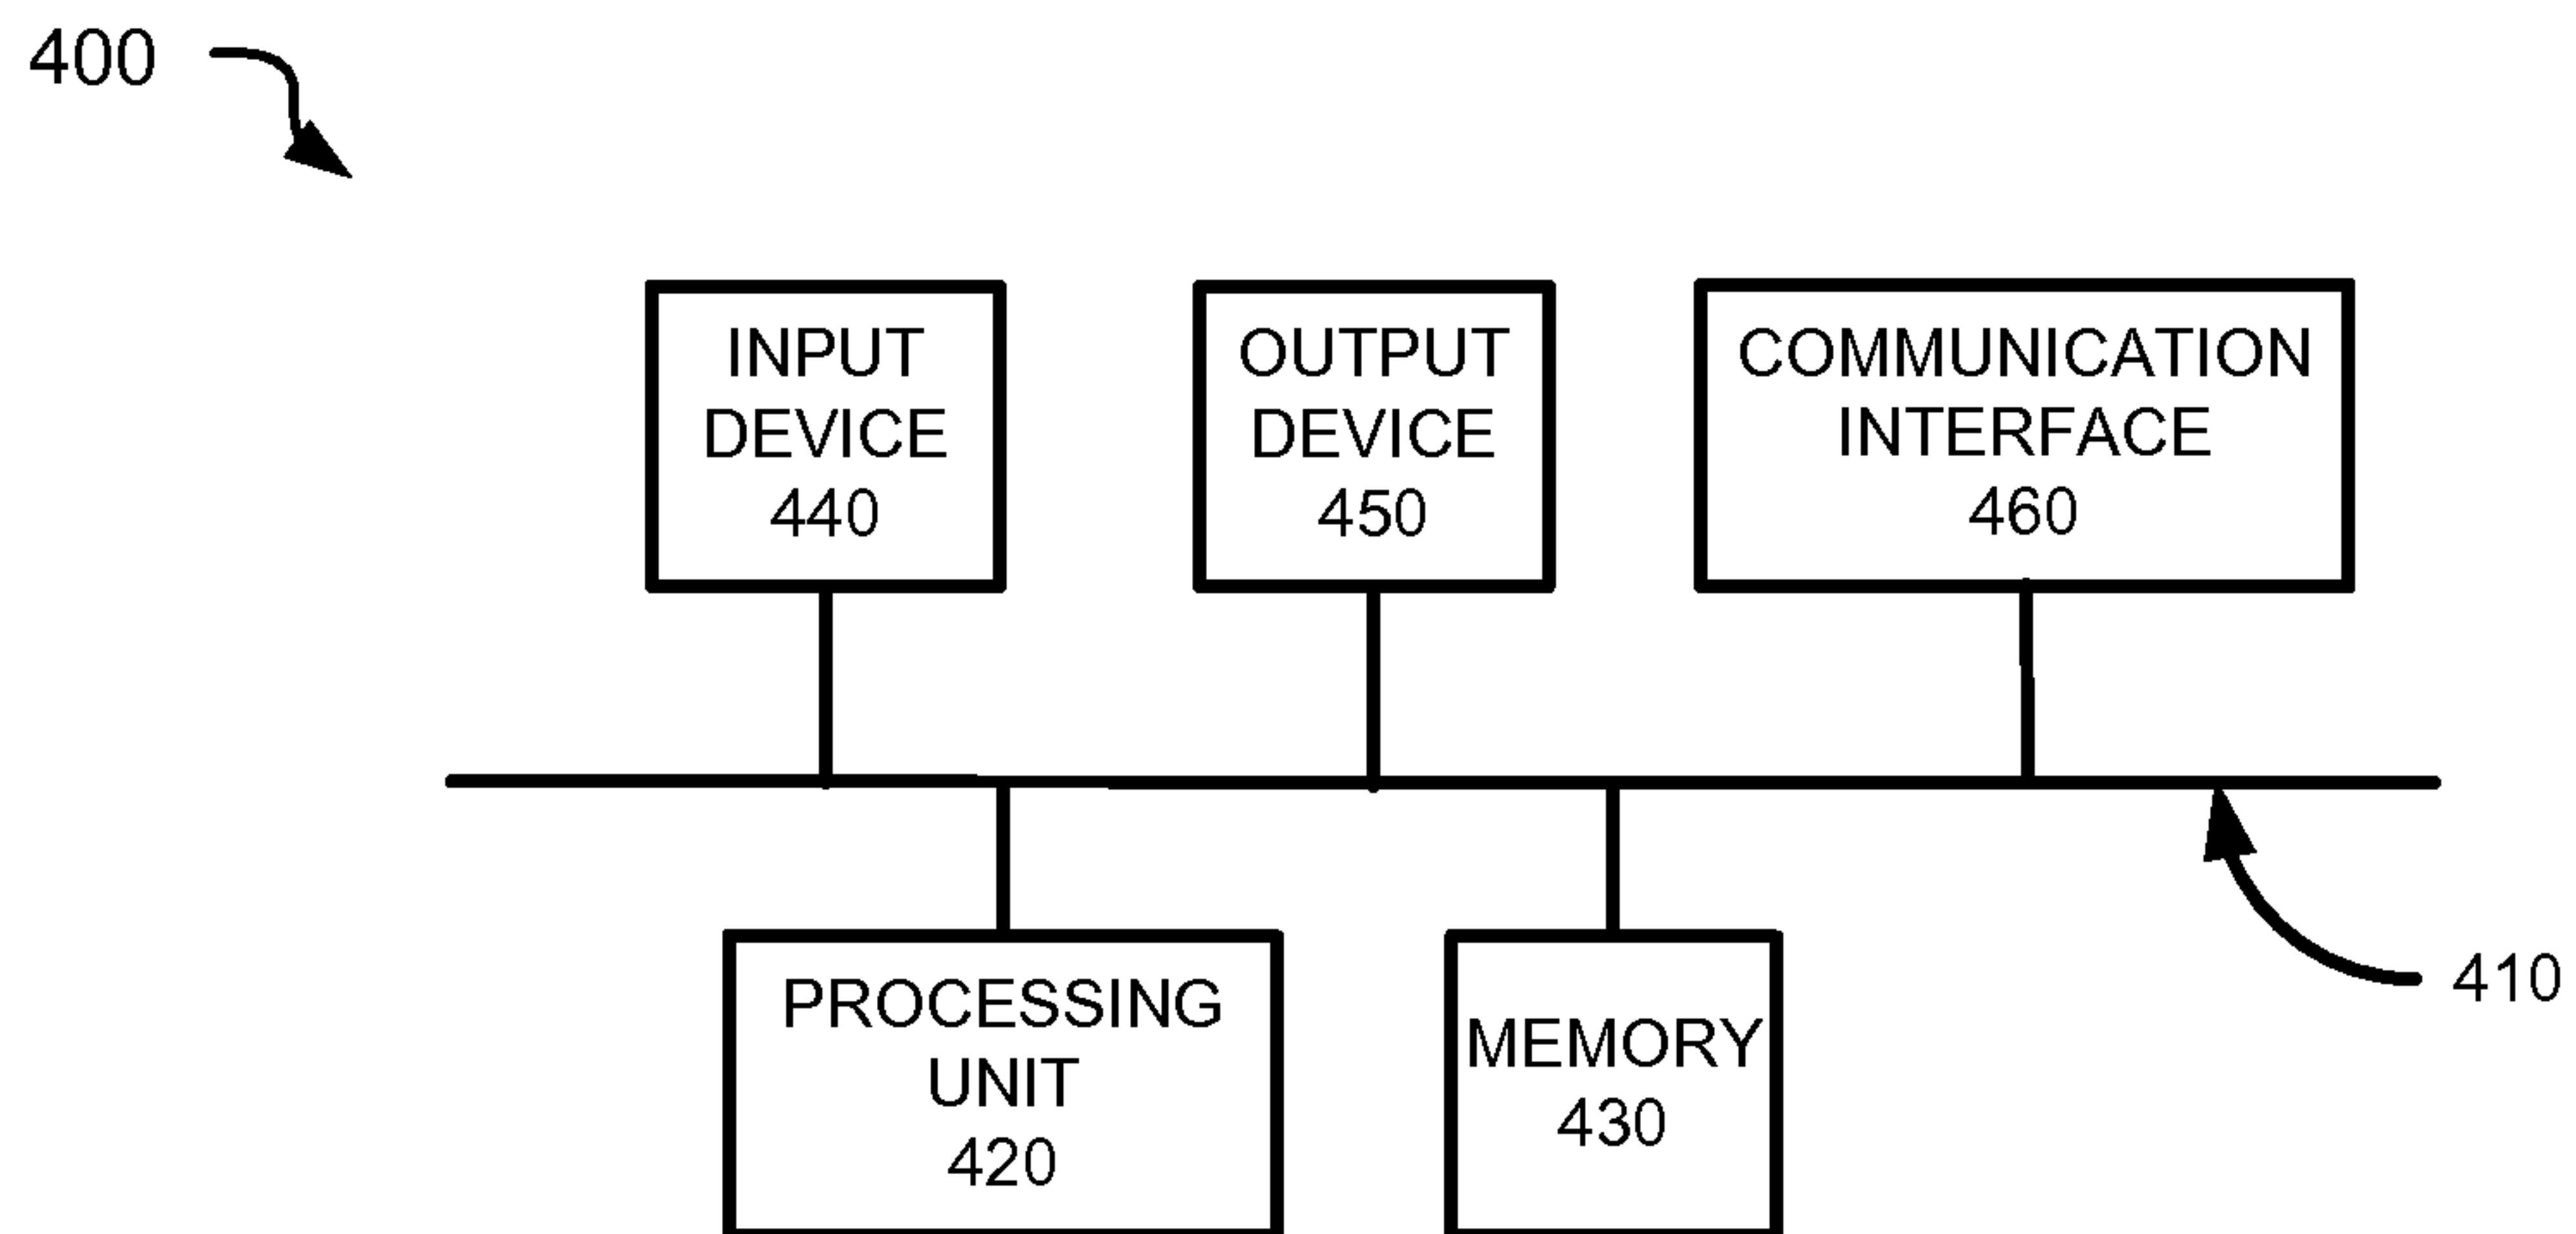 400
INPUT
DEVICE
440
OUTPUT
DEVICE
450
COMMUNICATION
INTERFACE
460
PROCESSING
UNIT
420
MEMORY
430
410